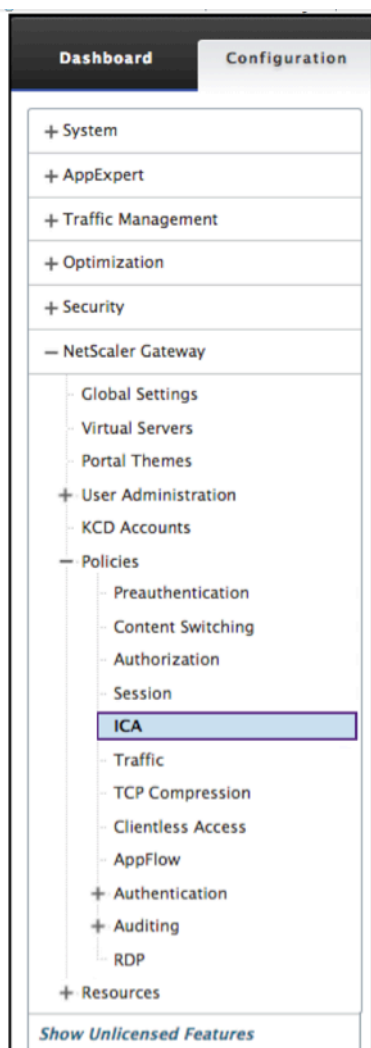 Dashboard Configuration
+ System
+ AppExpert
+ Traffic Management
+ Optimization
+ Security
− NetScaler Gateway
Global Settings
Virtual Servers
Portal Themes
+ User Administration
KCD Accounts
− Policies
Preauthentication
Content Switching
Authorization
Session
ICA
Traffic
TCP Compression
Clientless Access
AppFlow
+ Authentication
+ Auditing
RDP
+ Resources
Show Unlicensed Features